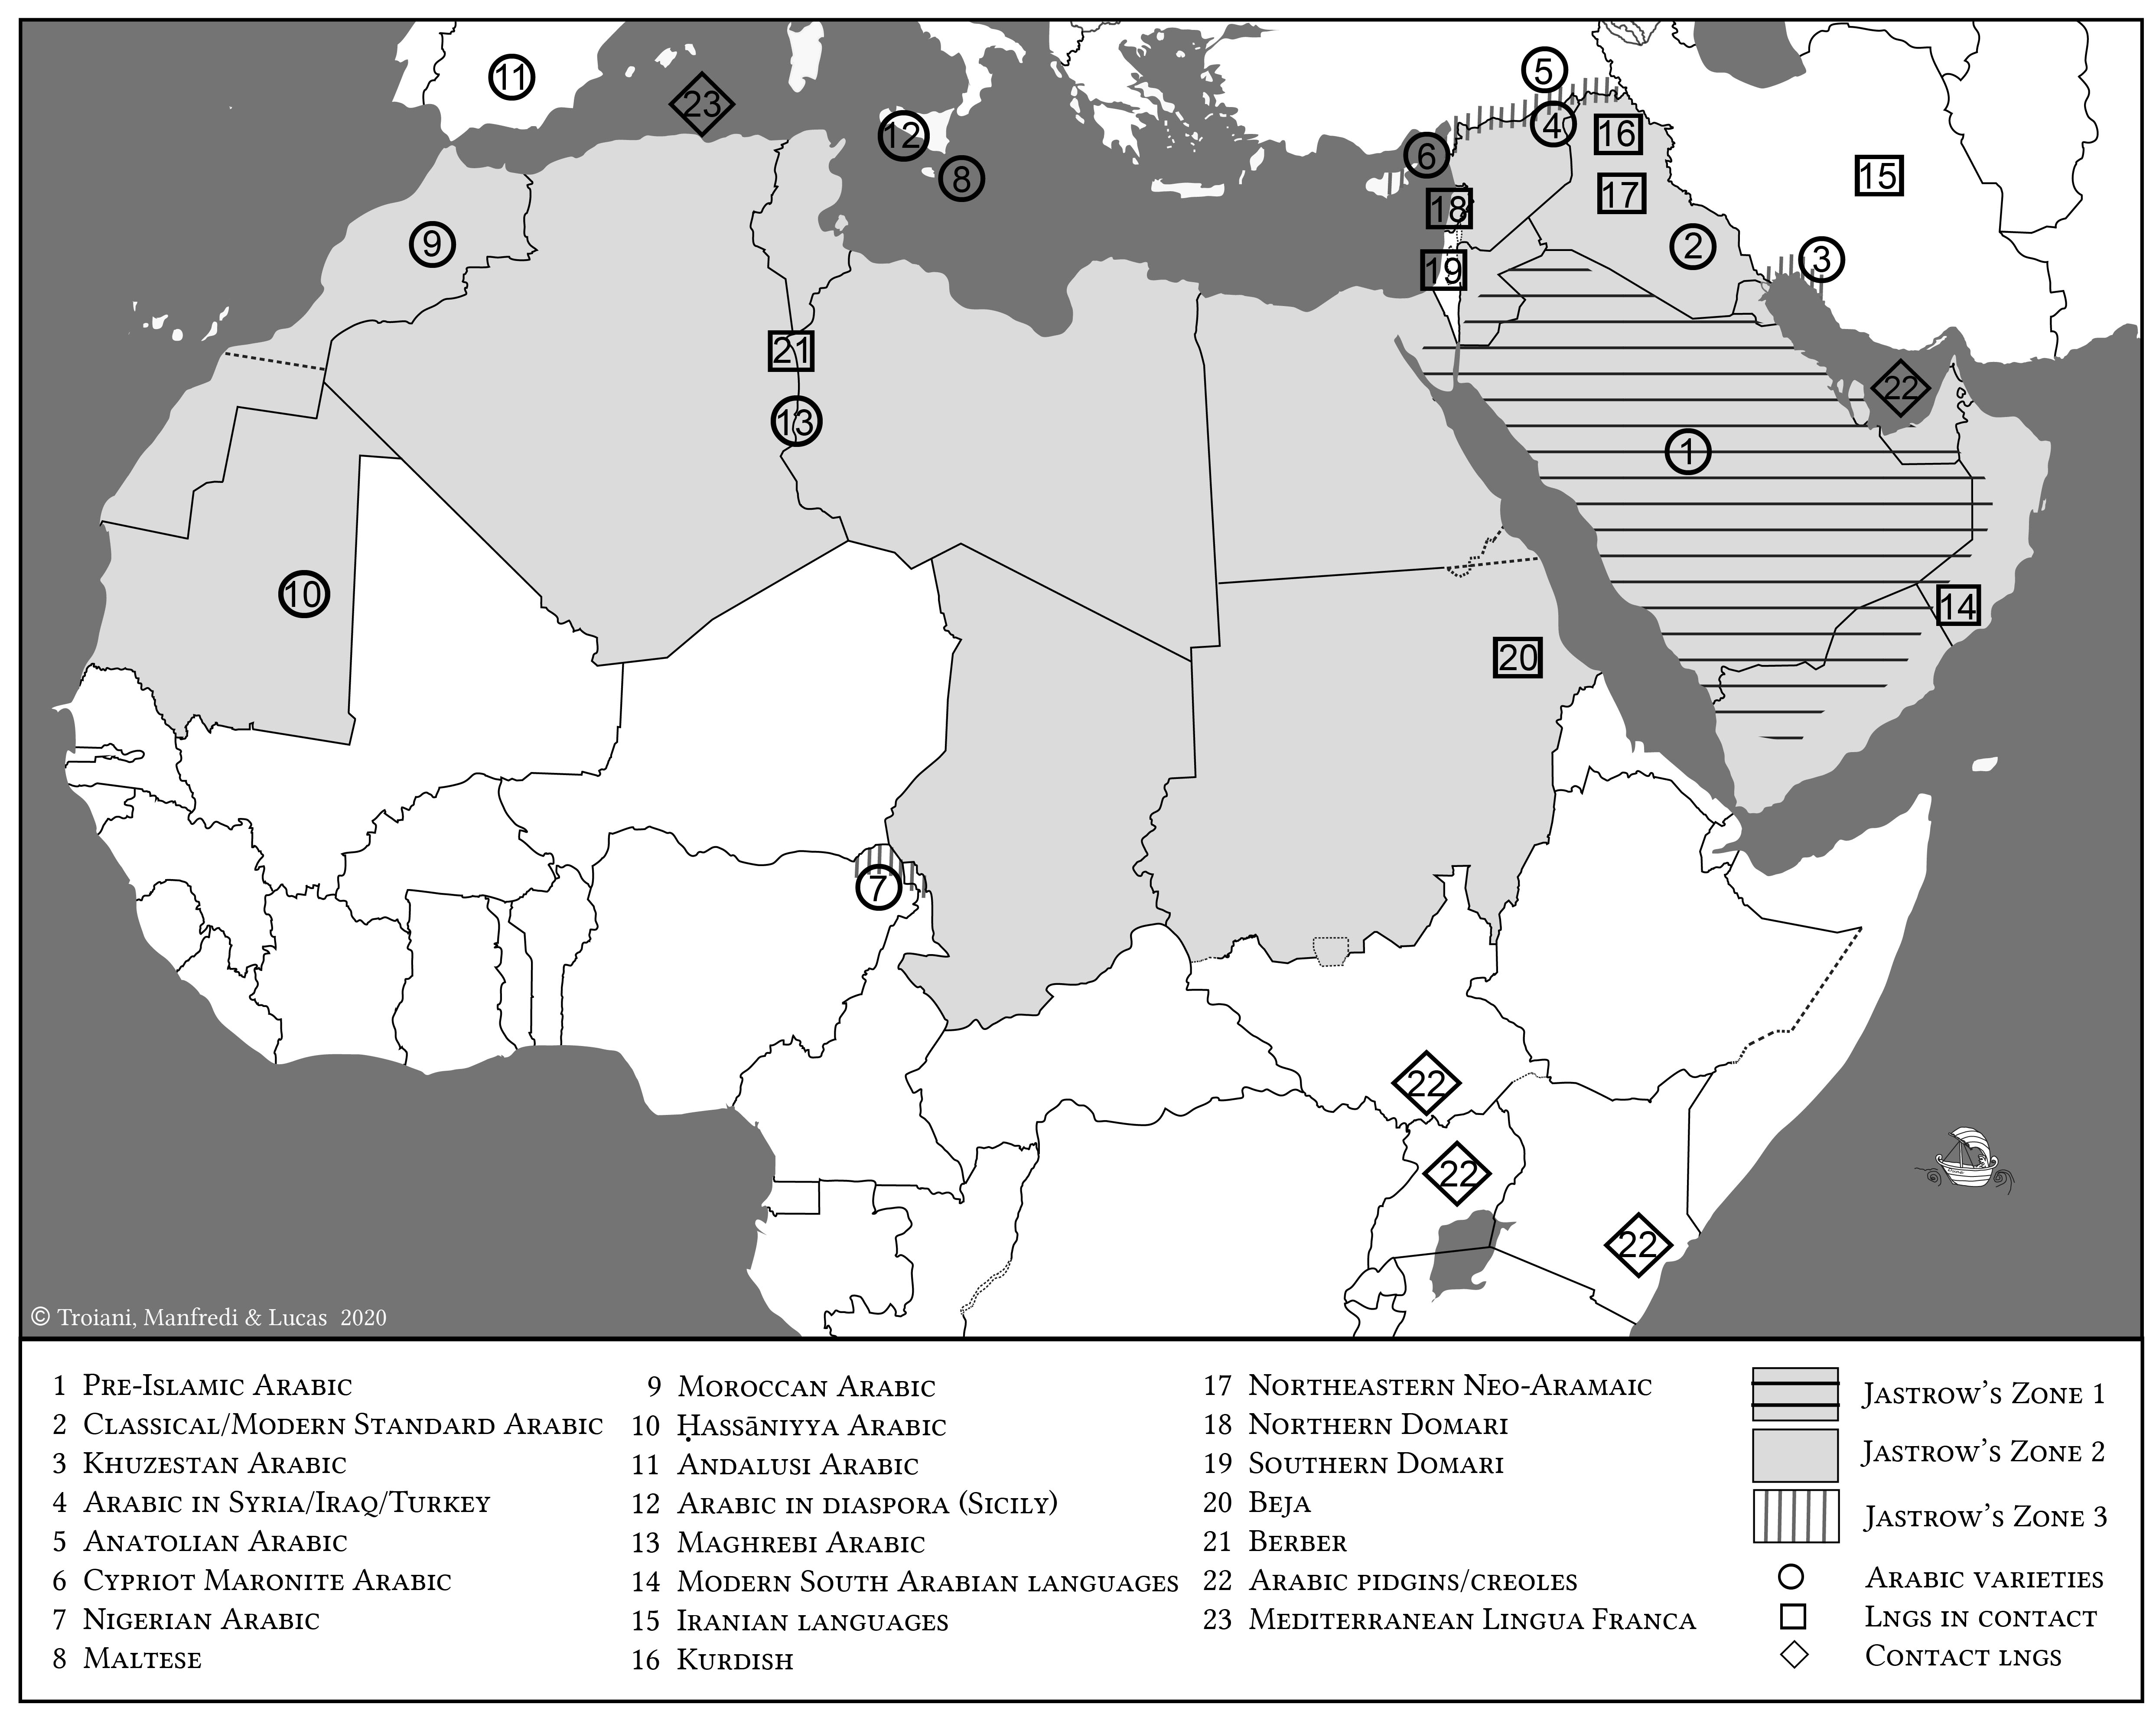 11
23
5
12
4
16
6
8
15
17
18
9
2
3
19
21
22
13
1
10
14
20
7
22
22
22
© Troiani, Manfredi & Lucas 2020
1 Pre-Islamic Arabic
2 Classical/Modern Standard Arabic
3 Khuzestan Arabic
4 Arabic in Syria/Iraq/Turkey
5 Anatolian Arabic
6 Cypriot Maronite Arabic
7 Nigerian Arabic
8 Maltese
9 Moroccan Arabic
10 Ḥassāniyya Arabic
11 Andalusi Arabic
12 Arabic in diaspora (Sicily)
13 Maghrebi Arabic
14 Modern South Arabian languages
15 Iranian languages
16 Kurdish
17 Northeastern Neo-Aramaic
18 Northern Domari
19 Southern Domari
20 Beja
21 Berber
22 Arabic pidgins/creoles
23 Mediterranean Lingua Franca
Jastrow's Zone 1
Jastrow's Zone 2
Jastrow's Zone 3
Arabic varieties
Lngs in contact
Contact lngs